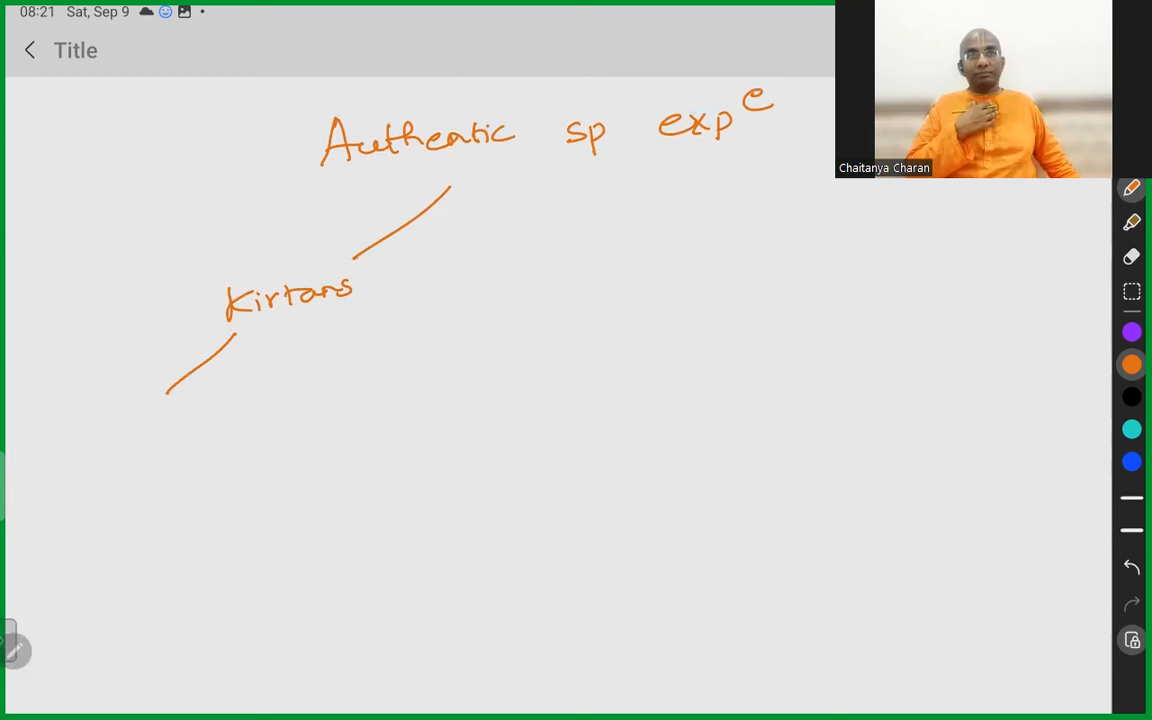 08:21 Sat, Sep 9
Title
Authentic sp exp e
Chaitanya Charan
Kirtans